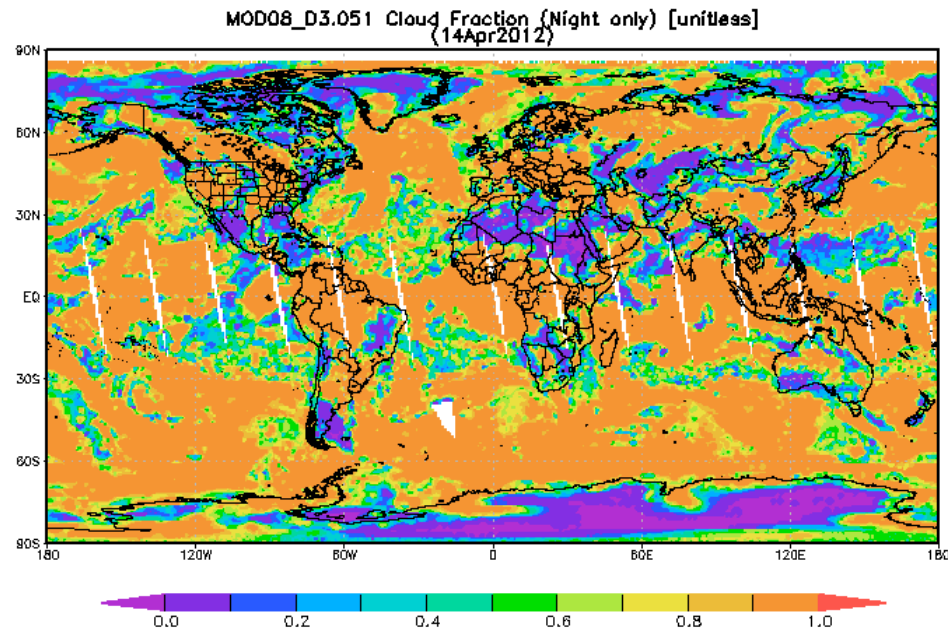 MOD08_D3.051 Cloud Fraction (Night only) [unitless]
(14Apr2012)
90N
60N
30N
EQ
30S
60S
90S
180 120W 60W 0 60E 120E 180
0.0 0.2 0.4 0.6 0.8 1.0